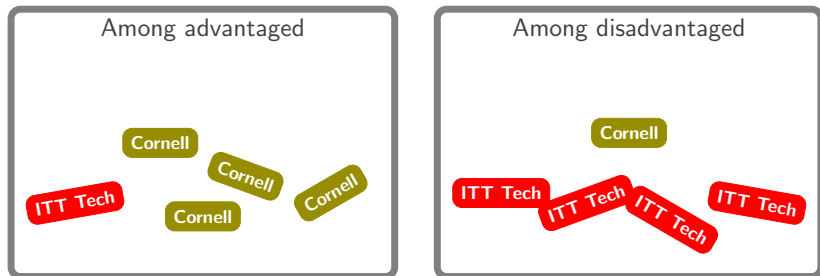 Among advantaged
Cornell
Cornell
Cornell
ITT Tech
Cornell
Among disadvantaged
Cornell
ITT Tech
ITT Tech
ITT Tech
ITT Tech